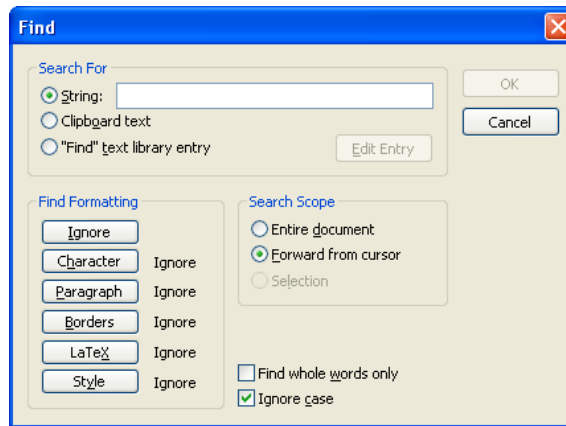 Find
Search For
String:
OK
Clipboard text
Cancel
"Find" text library entry
Edit Entry
Find Formatting
Ignore
Character Ignore
Paragraph Ignore
Borders Ignore
LaTeX Ignore
Style Ignore
Search Scope
Entire document
Forward from cursor
Selection
Find whole words only
Ignore case